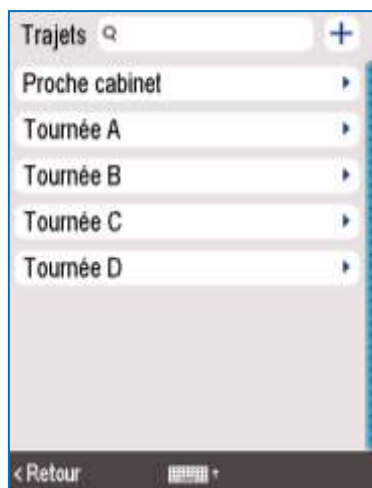 Trajets
Proche cabinet
Tournée A
Tournée B
Tournée C
Tournée D
< Retour